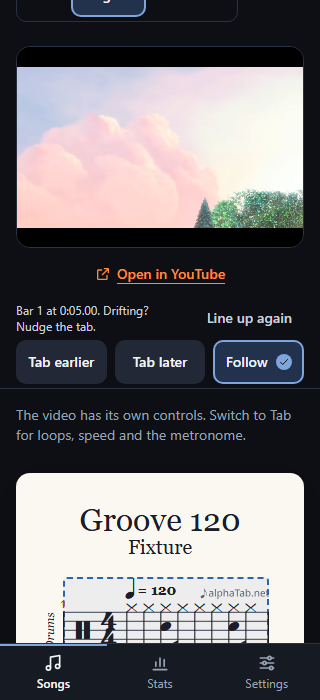 Open in YouTube
Bar 1 at 0:05.00. Drifting?
Nudge the tab.
Line up again
Tab earlier
Tab later
Follow
The video has its own controls. Switch to Tab
for loops, speed and the metronome.
Groove 120
Fixture
= 120
alphaTab.net
1
Songs
Stats
Settings